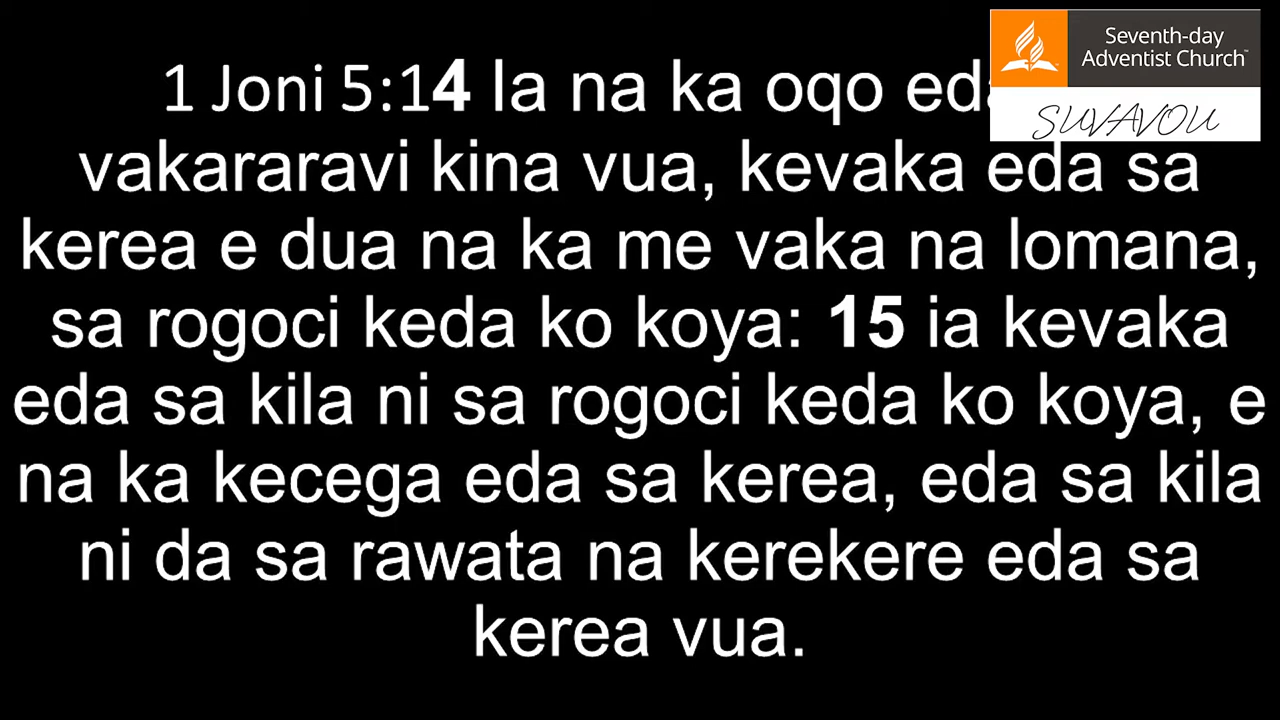 Seventh-day
Adventist Church™
SUVAVOU
1 Joni 5:14 Ia na ka oqo eda
vakararavi kina vua, kevaka eda sa
kerea e dua na ka me vaka na lomana,
sa rogoci keda ko koya: 15 ia kevaka
eda sa kila ni sa rogoci keda ko koya, e
na ka kecega eda sa kerea, eda sa kila
ni da sa rawata na kerekere eda sa
kerea vua.